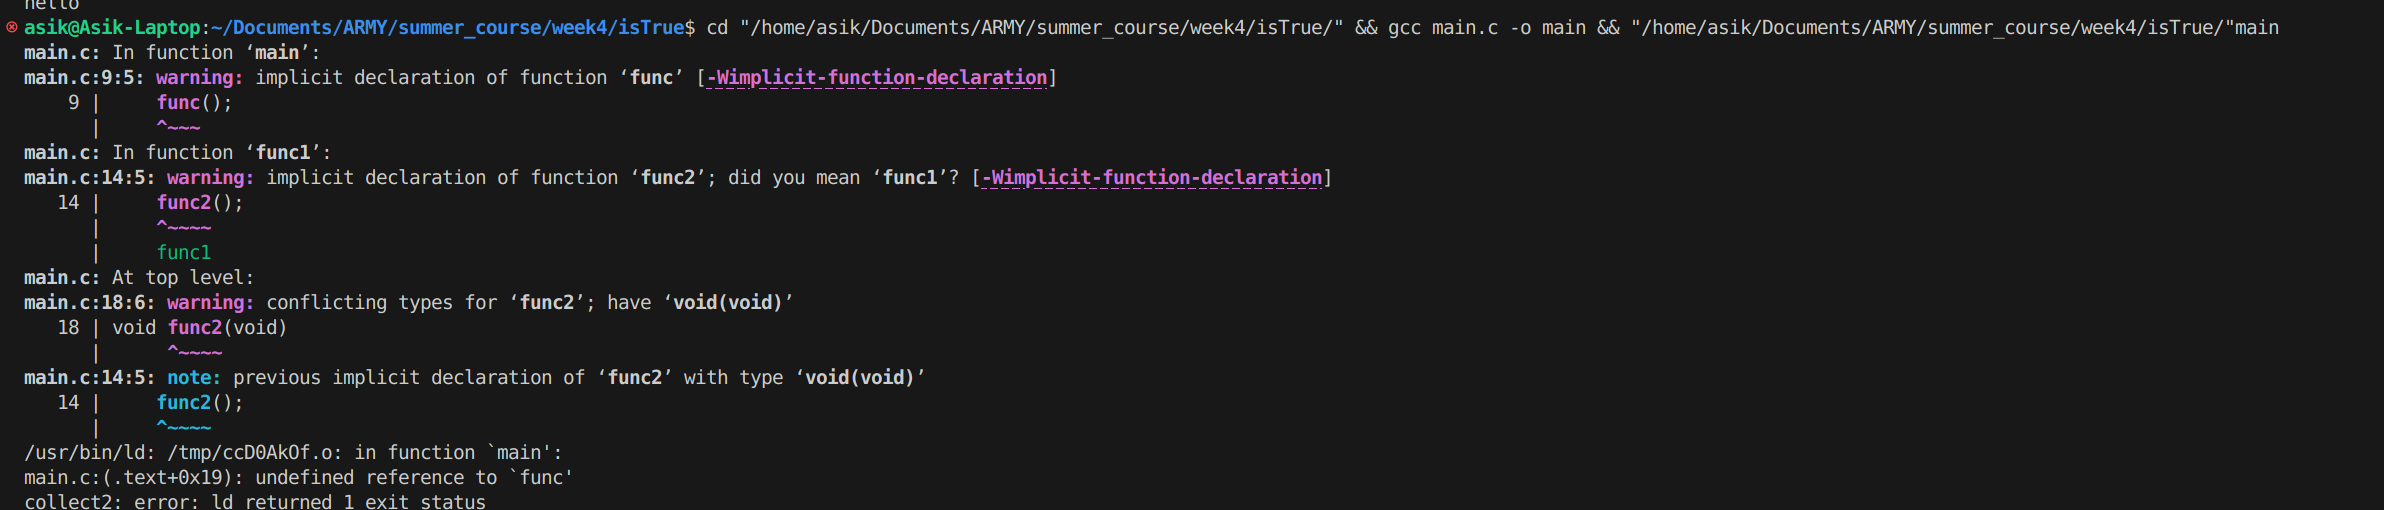 hello
asik@Asik-Laptop:~/Documents/ARMY/summer_course/week4/isTrue$ cd "/home/asik/Documents/ARMY/summer_course/week4/isTrue/" && gcc main.c -o main && "/home/asik/Documents/ARMY/summer_course/week4/isTrue/"main
main.c: In function ‘main’:
main.c:9:5: warning: implicit declaration of function ‘func’ [-Wimplicit-function-declaration]
    9 |     func();
      |     ^~~~
main.c: In function ‘func1’:
main.c:14:5: warning: implicit declaration of function ‘func2’; did you mean ‘func1’? [-Wimplicit-function-declaration]
   14 |     func2();
      |     ^~~~~
      |     func1
main.c: At top level:
main.c:18:6: warning: conflicting types for ‘func2’; have ‘void(void)’
   18 | void func2(void)
      |      ^~~~~
main.c:14:5: note: previous implicit declaration of ‘func2’ with type ‘void(void)’
   14 |     func2();
      |     ^~~~~
/usr/bin/ld: /tmp/ccD0AkOf.o: in function `main':
main.c:(.text+0x19): undefined reference to `func'
collect2: error: ld returned 1 exit status